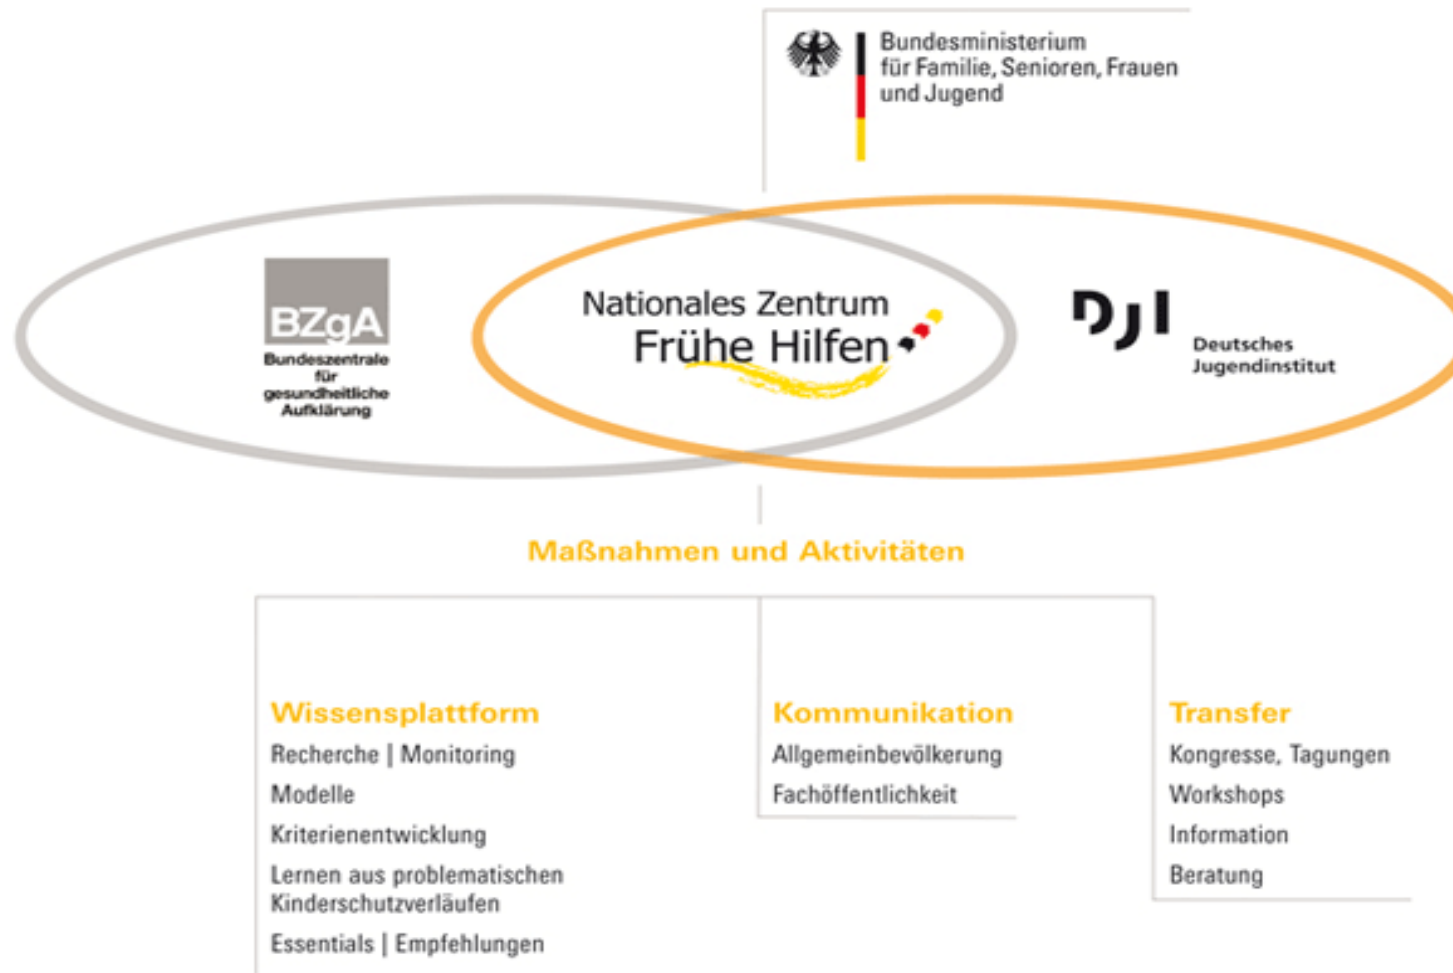 Bundesministerium
für Familie, Senioren, Frauen
und Jugend
BZgA
Bundeszentrale
für
gesundheitliche
Aufklärung
Nationales Zentrum
Frühe Hilfen
DJI
Deutsches
Jugendinstitut
Maßnahmen und Aktivitäten
Wissensplattform
Recherche | Monitoring
Modelle
Kriterienentwicklung
Lernen aus problematischen
Kinderschutzverläufen
Essentials | Empfehlungen
Kommunikation
Allgemeinbevölkerung
Fachöffentlichkeit
Transfer
Kongresse, Tagungen
Workshops
Information
Beratung